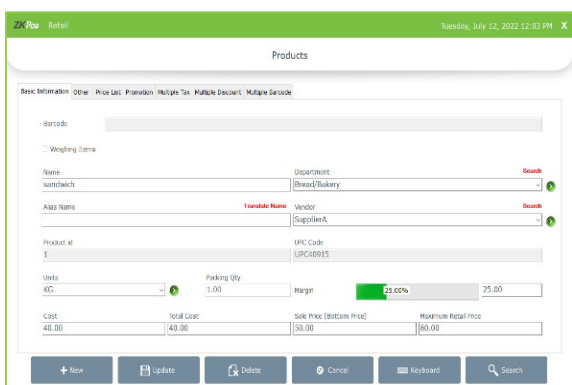 ZKPos Retail Tuesday, July 12, 2022 12:03 PM X
Products
Basic Information Other Price List Promotion Multiple Tax Multiple Discount Multiple Barcode
Barcode
Weighing Items
Name Department Search
sandwich Bread/Bakery
Alias Name Translate Name Vendor Search
SupplierA
Product id UPC Code
1 UPC40915
Units Packing Qty
KG 1.00 Margin 25.00% 25.00
Cost Total Cost Sale Price (Bottom Price) Maximum Retail Price
40.00 40.00 50.00 80.00
New Update Delete Cancel Keyboard Search